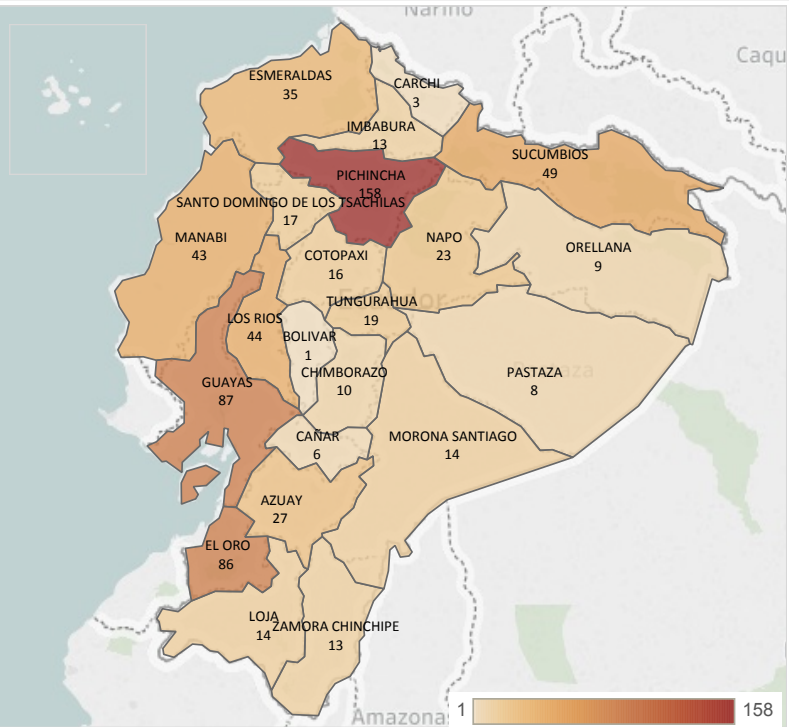 Nariño
Caqu
ESMERALDAS
35
CARCHI
3
IMBABURA
13
SUCUMBIOS
49
PICHINCHA
158
SANTO DOMINGO DE LOS TSACHILAS
17
MANABI
43
NAPO
23
ORELLANA
9
COTOPAXI
16
TUNGURAHUA
19
LOS RIOS
44
BOLIVAR
1
CHIMBORAZO
10
PASTAZA
8
GUAYAS
87
CAÑAR
6
MORONA SANTIAGO
14
AZUAY
27
EL ORO
86
LOJA
14
ZAMORA CHINCHIPE
13
Amazonas
1
158